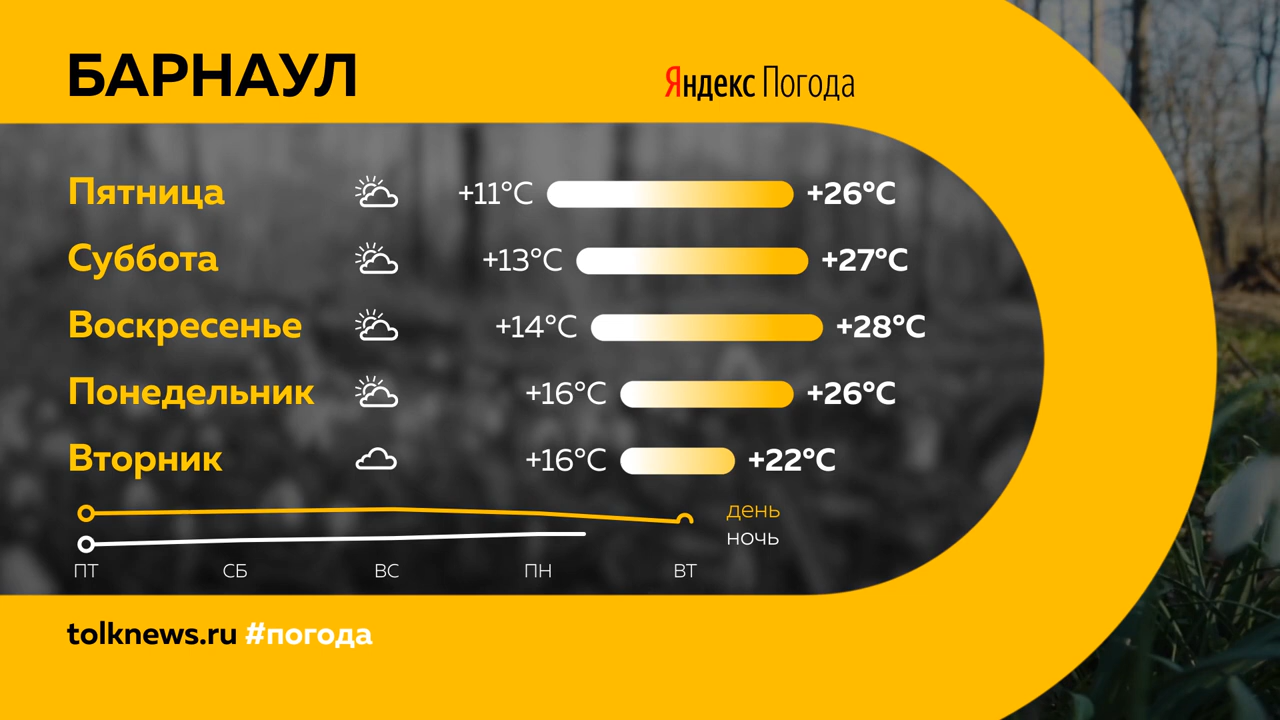 БАРНАУЛ
Яндекс Погода
Пятница +11°C +26°C
Суббота +13°C +27°C
Воскресенье +14°C +28°C
Понедельник +16°C +26°C
Вторник +16°C +22°C
день
ночь
ПТ СБ ВС ПН ВТ
tolknews.ru #погода